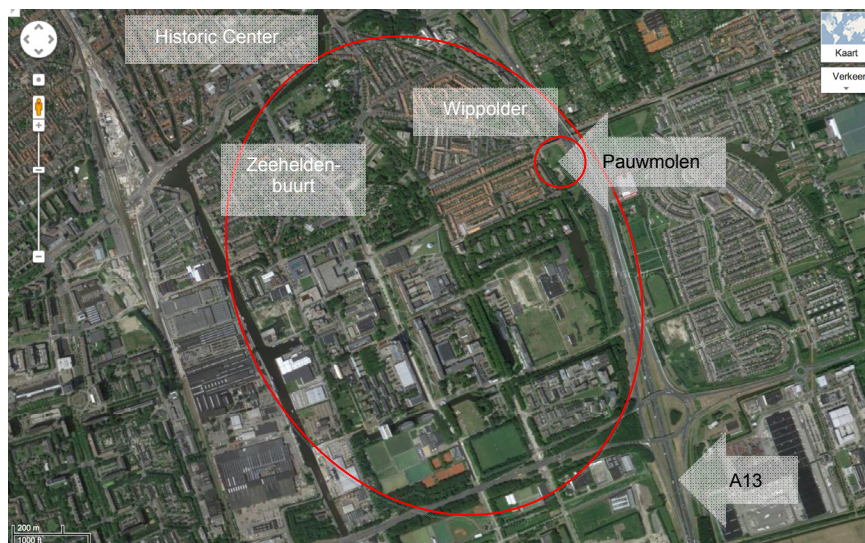 Historic Center
Kaart
Verkeer
Wippolder
Zeehelden-
buurt
Pauwmolen
A13
200 m
1000 ft